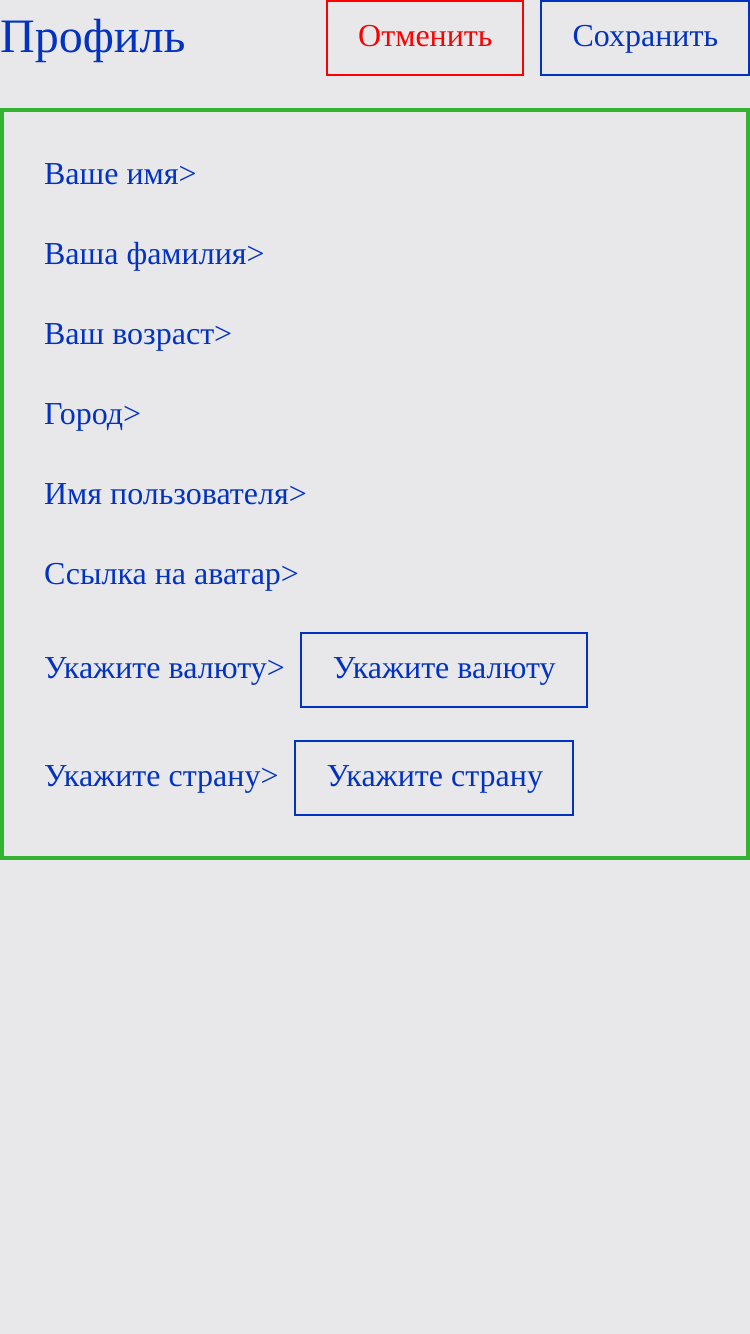 Профиль Отменить Сохранить
Ваше имя>
Ваша фамилия>
Ваш возраст>
Город>
Имя пользователя>
Ссылка на аватар>
Укажите валюту> Укажите валюту
Укажите страну> Укажите страну